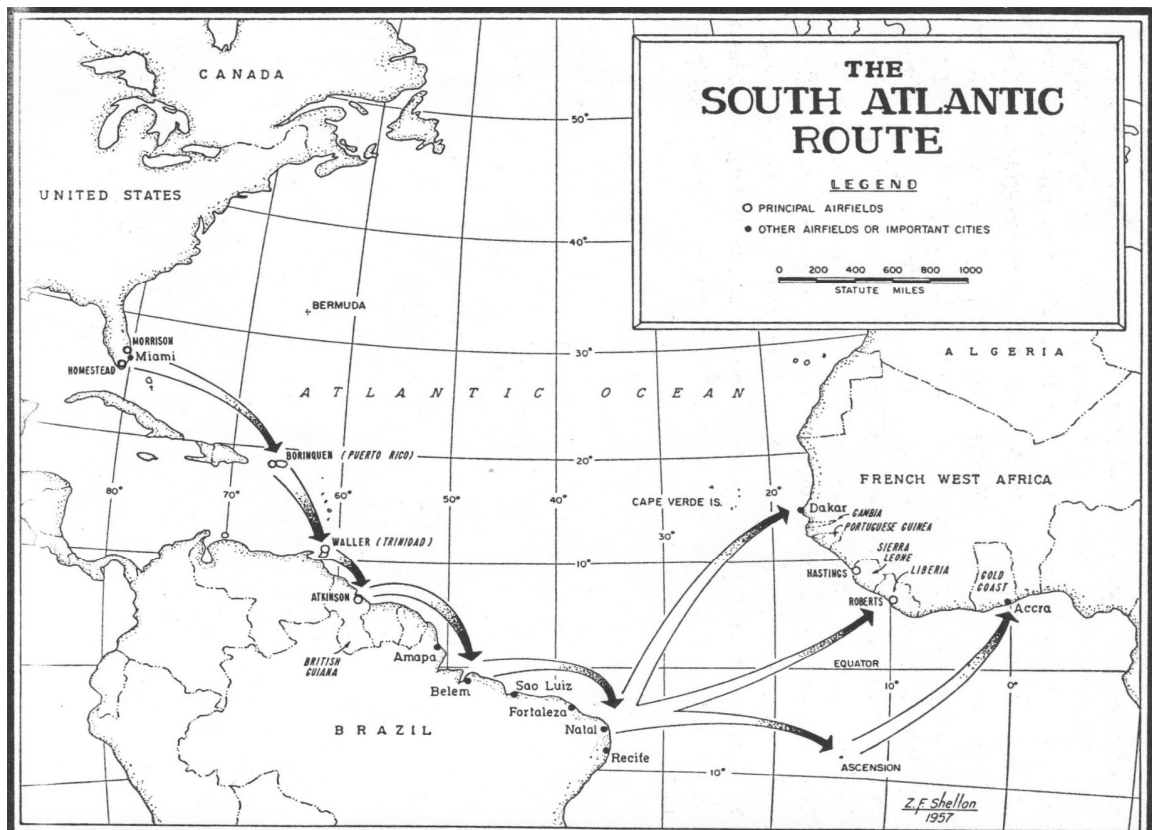 THE
SOUTH ATLANTIC
ROUTE
LEGEND
PRINCIPAL AIRFIELDS
OTHER AIRFIELDS OR IMPORTANT CITIES
0 200 400 600 800 1000
STATUTE MILES
CANADA
50°
UNITED STATES
40°
BERMUDA
MORRISON
Miami
HOMESTEAD
30°
ALGERIA
ATLANTIC OCEAN
BORINQUEN (PUERTO RICO)
20°
80°
70°
60°
50°
40°
30°
20°
CAPE VERDE IS.
FRENCH WEST AFRICA
Dakar
GAMBIA
PORTUGUESE GUINEA
WALLER (TRINIDAD)
10°
HASTINGS
SIERRA
LEONE
LIBERIA
GOLD
COAST
ATKINSON
ROBERTS
Accra
BRITISH
GUIANA
Amapa
EQUATOR
Belem
Sao Luiz
10°
0°
Fortaleza
BRAZIL
Natal
Recife
10°
ASCENSION
Z.F. Shelton
1957